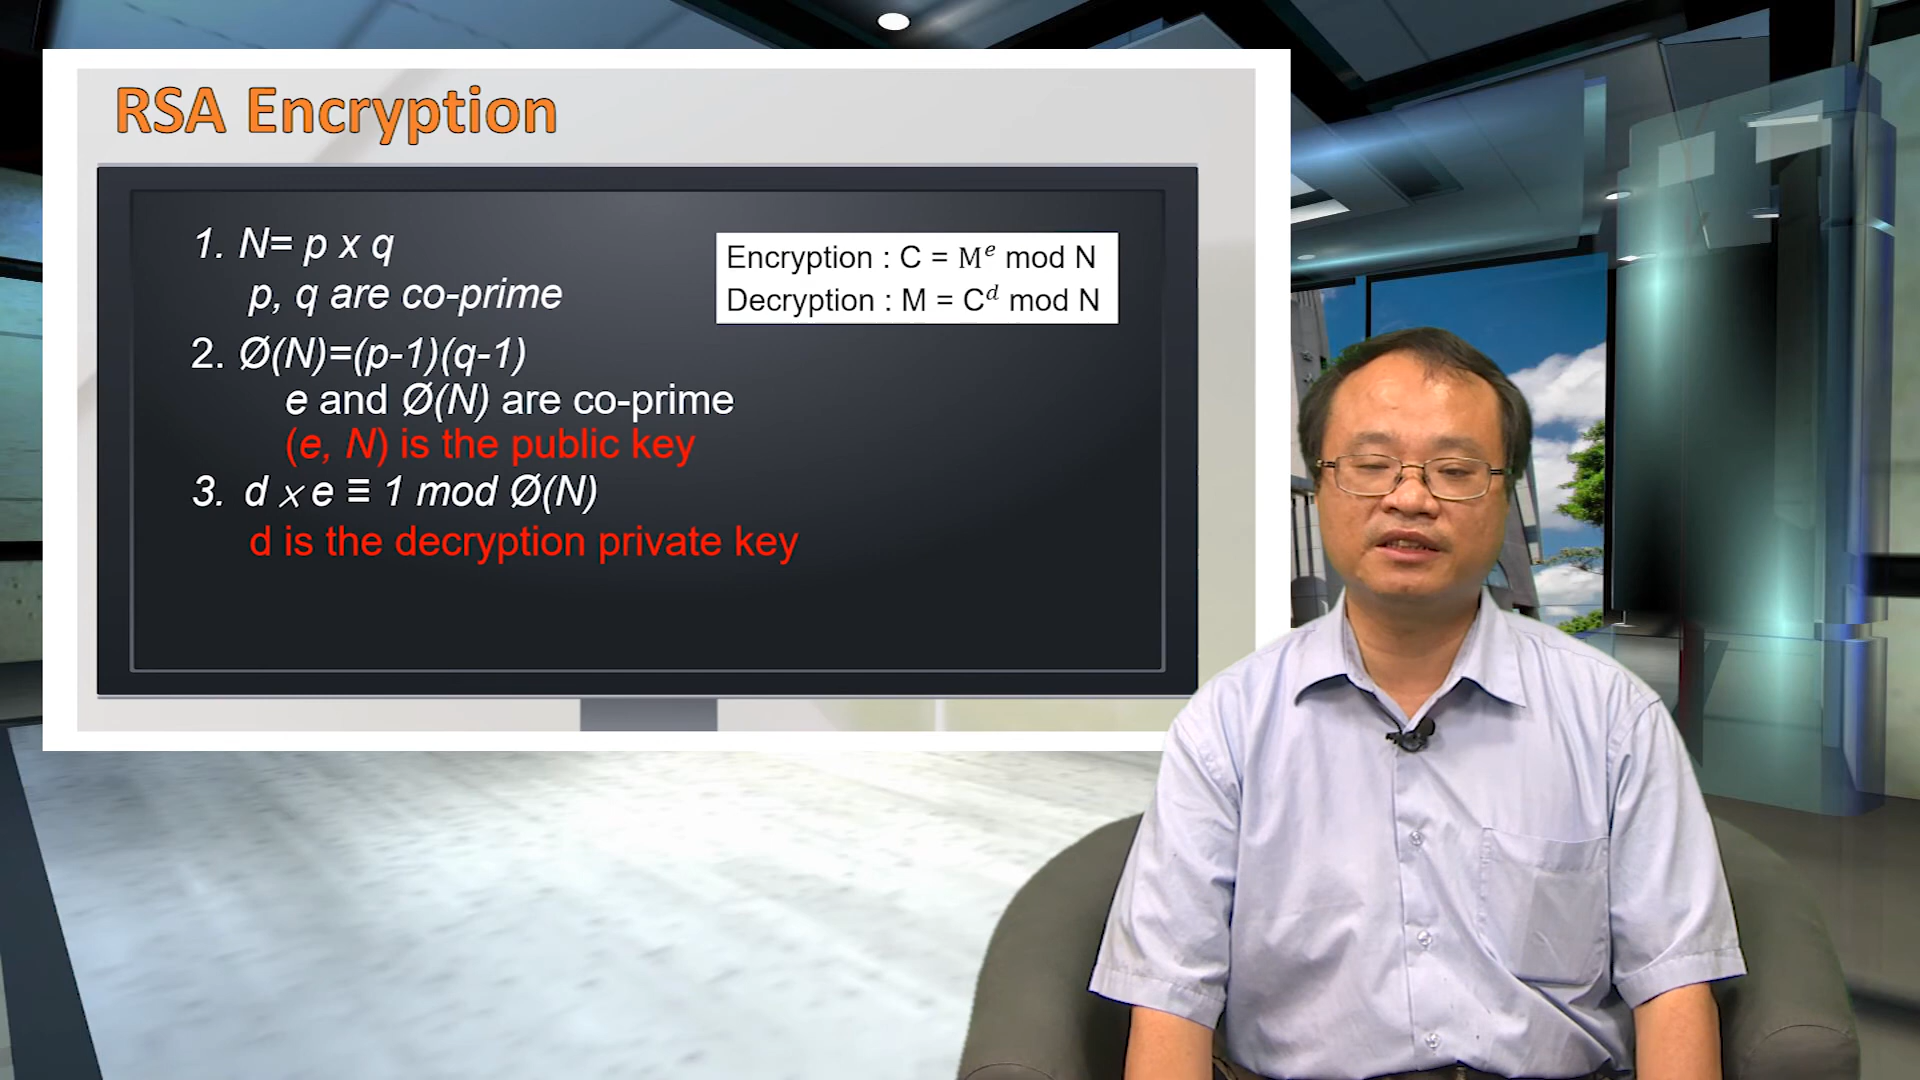 RSA Encryption
1. N= p x q
p, q are co-prime
2. Ø(N)=(p-1)(q-1)
e and Ø(N) are co-prime
(e, N) is the public key
3. d × e ≡ 1 mod Ø(N)
d is the decryption private key
Encryption : C = M^e mod N
Decryption : M = C^d mod N